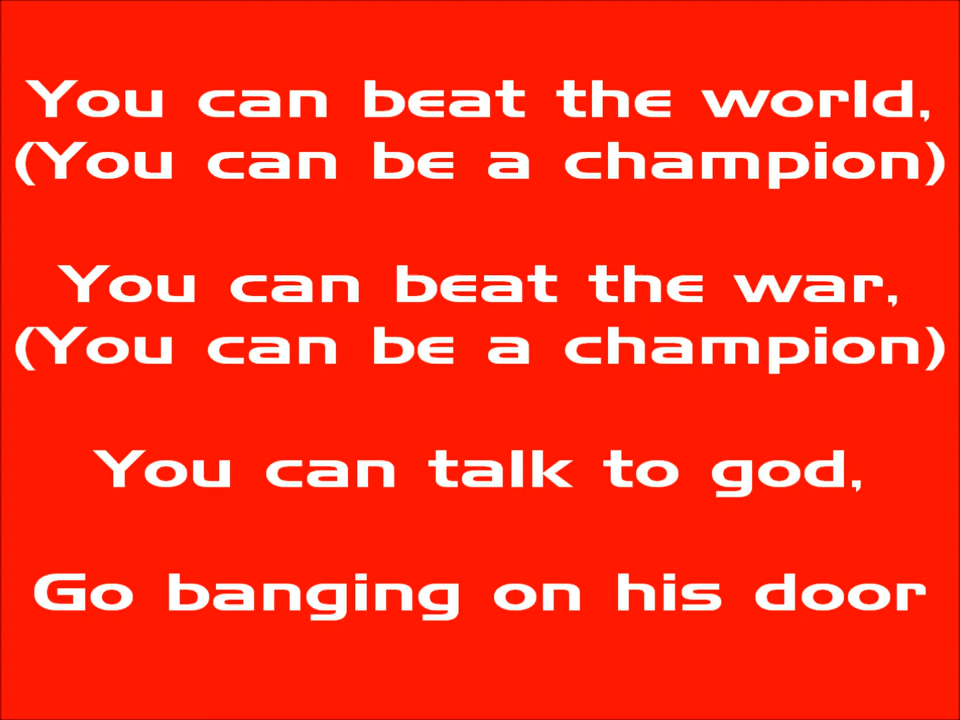 You can beat the world,
(You can be a champion)
You can beat the war,
(You can be a champion)
You can talk to god,
Go banging on his door